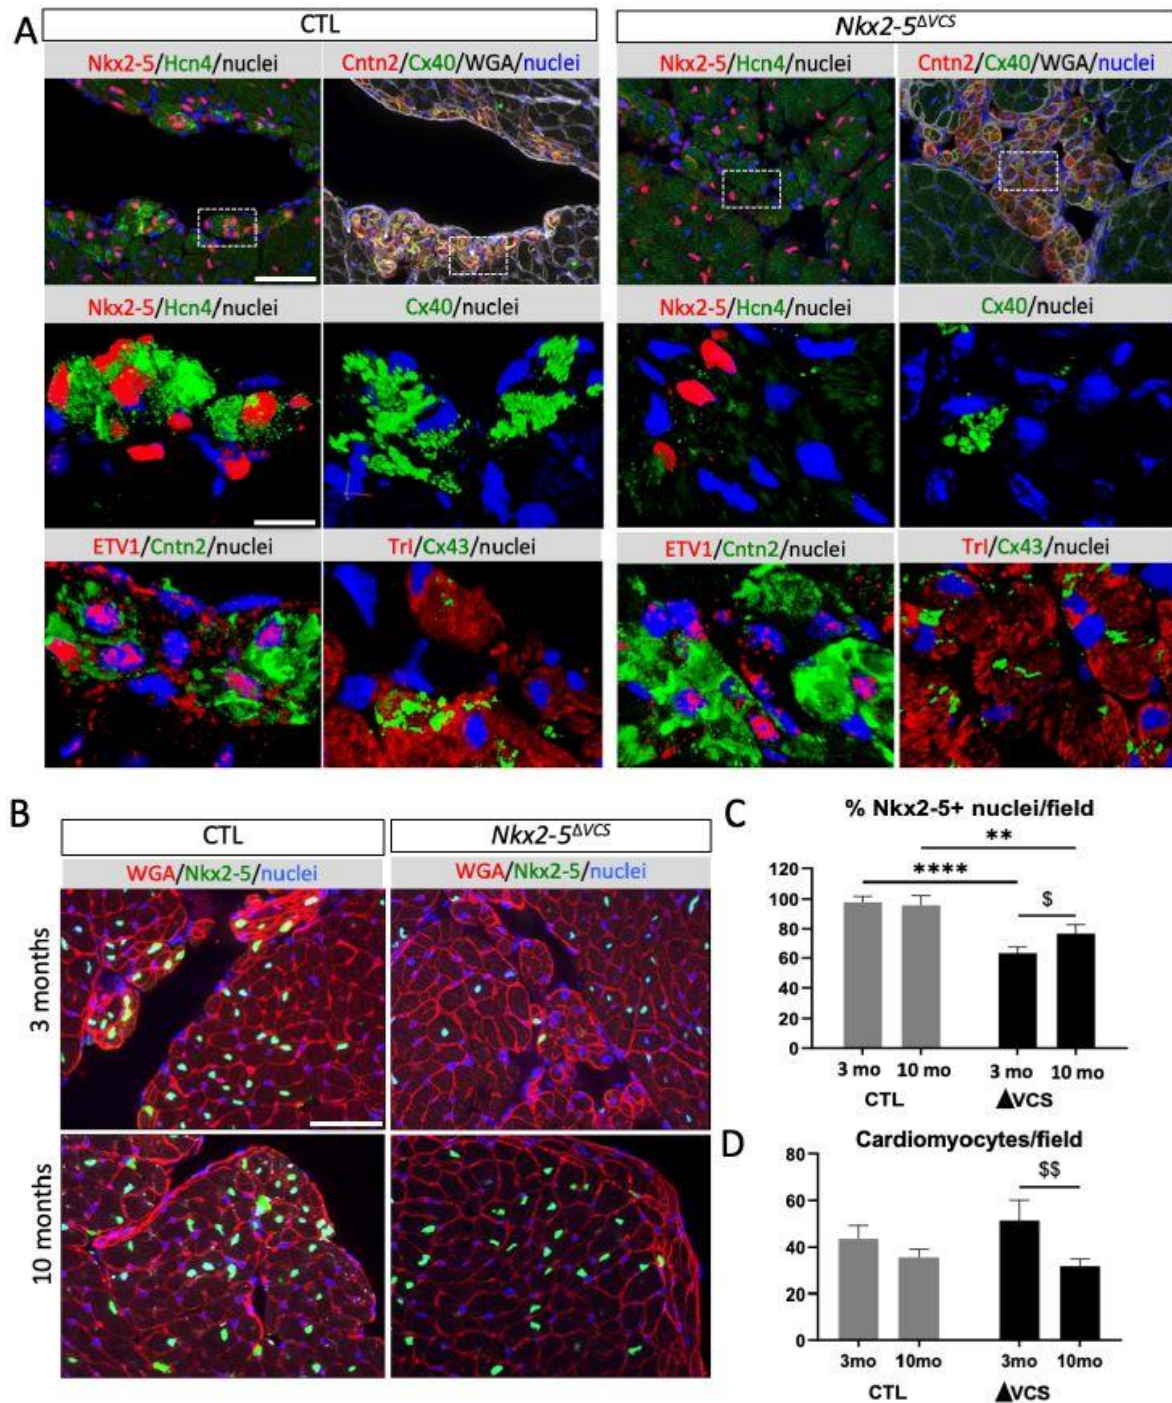 A
CTL
Nkx2-5ΔVCS
Nkx2-5/Hcn4/nuclei
Cntn2/Cx40/WGA/nuclei
Nkx2-5/Hcn4/nuclei
Cntn2/Cx40/WGA/nuclei
Nkx2-5/Hcn4/nuclei
Cx40/nuclei
Nkx2-5/Hcn4/nuclei
Cx40/nuclei
ETV1/Cntn2/nuclei
TrI/Cx43/nuclei
ETV1/Cntn2/nuclei
TrI/Cx43/nuclei
B
CTL
Nkx2-5ΔVCS
WGA/Nkx2-5/nuclei
WGA/Nkx2-5/nuclei
3 months
10 months
C
% Nkx2-5+ nuclei/field
**
****
$
120
100
80
60
40
20
0
3 mo
10 mo
3 mo
10 mo
CTL
▲VCS
D
Cardiomyocytes/field
$$
80
60
40
20
0
3mo
10mo
3mo
10mo
CTL
▲VCS